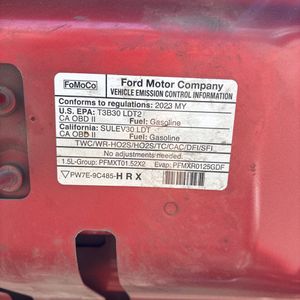 FoMoCo
Ford Motor Company
VEHICLE EMISSION CONTROL INFORMATION
Conforms to regulations: 2023 MY
U.S. EPA: T3B30 LDT2
CA OBD II Fuel: Gasoline
California: SULEV30 LDT
CA OBD II Fuel: Gasoline
TWC/WR-HO2S/HO2S/TC/CAC/DFI/SFI
No adjustments needed.
1.5L-Group: PFMXT01.52X2 Evap: PFMXR0125GDF
PW7E-9C485-HRX